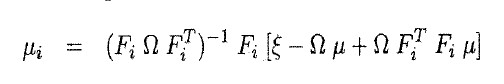 μ_i = (F_i Ω F_i^T)^{-1} F_i [ξ − Ω μ + Ω F_i^T F_i μ]